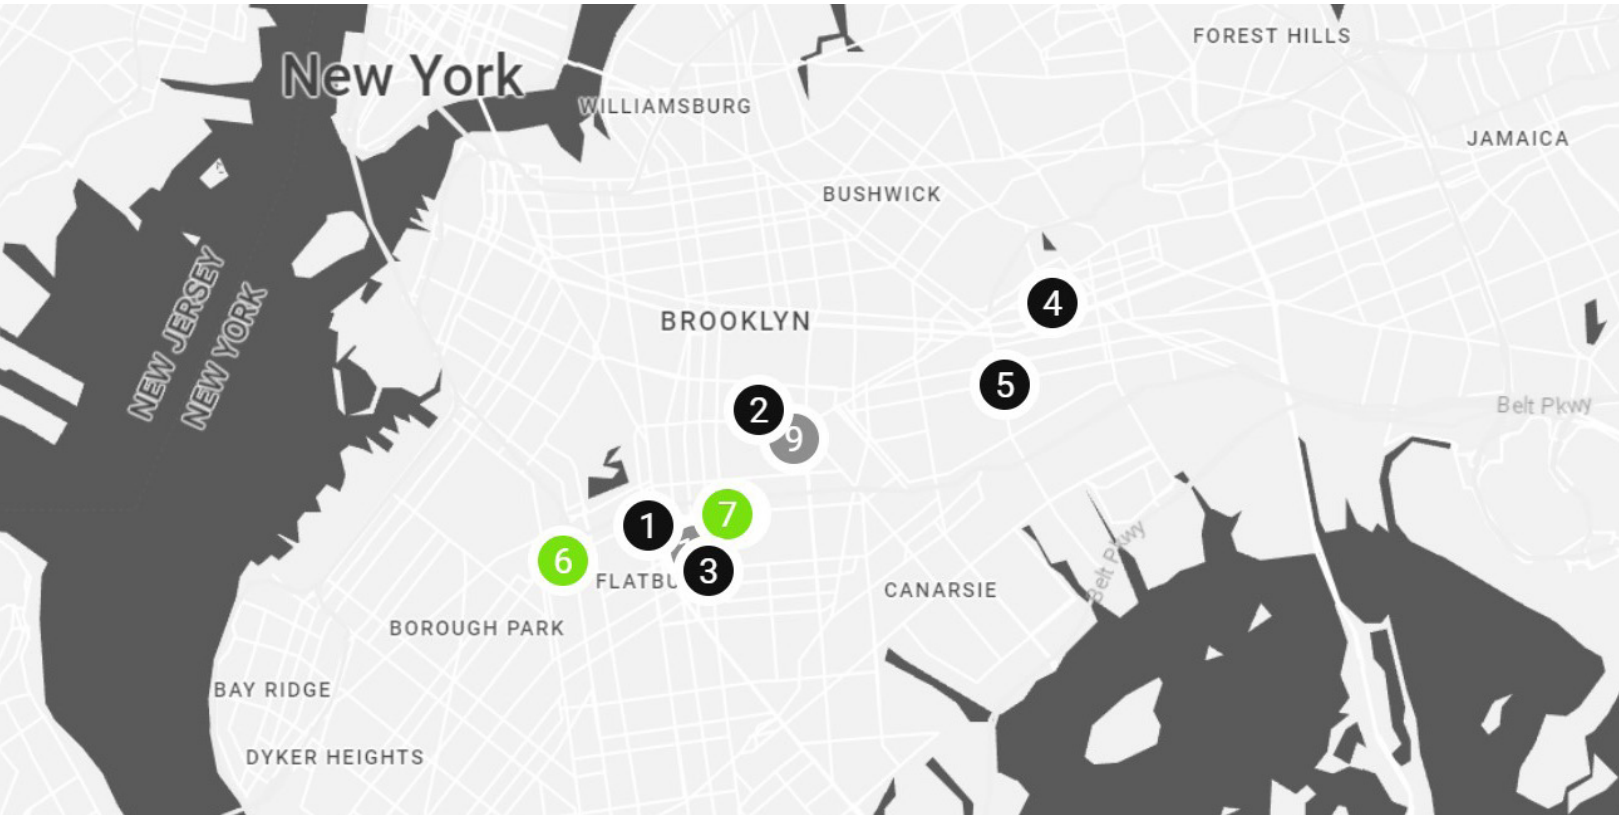 FOREST HILLS
New York
WILLIAMSBURG
JAMAICA
BUSHWICK
NEW JERSEY
NEW YORK
4
BROOKLYN
5
2
9
Belt Pkwy
7
1
6
3
FLATBU
Belt Pkwy
CANARSIE
BOROUGH PARK
BAY RIDGE
DYKER HEIGHTS